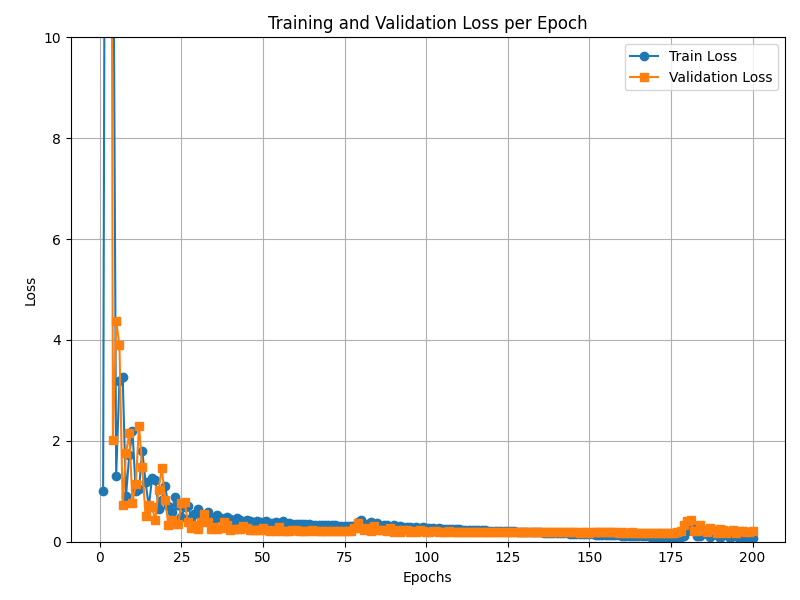 Training and Validation Loss per Epoch
Train Loss
Validation Loss
10
8
6
4
2
0
Loss
0 25 50 75 100 125 150 175 200
Epochs